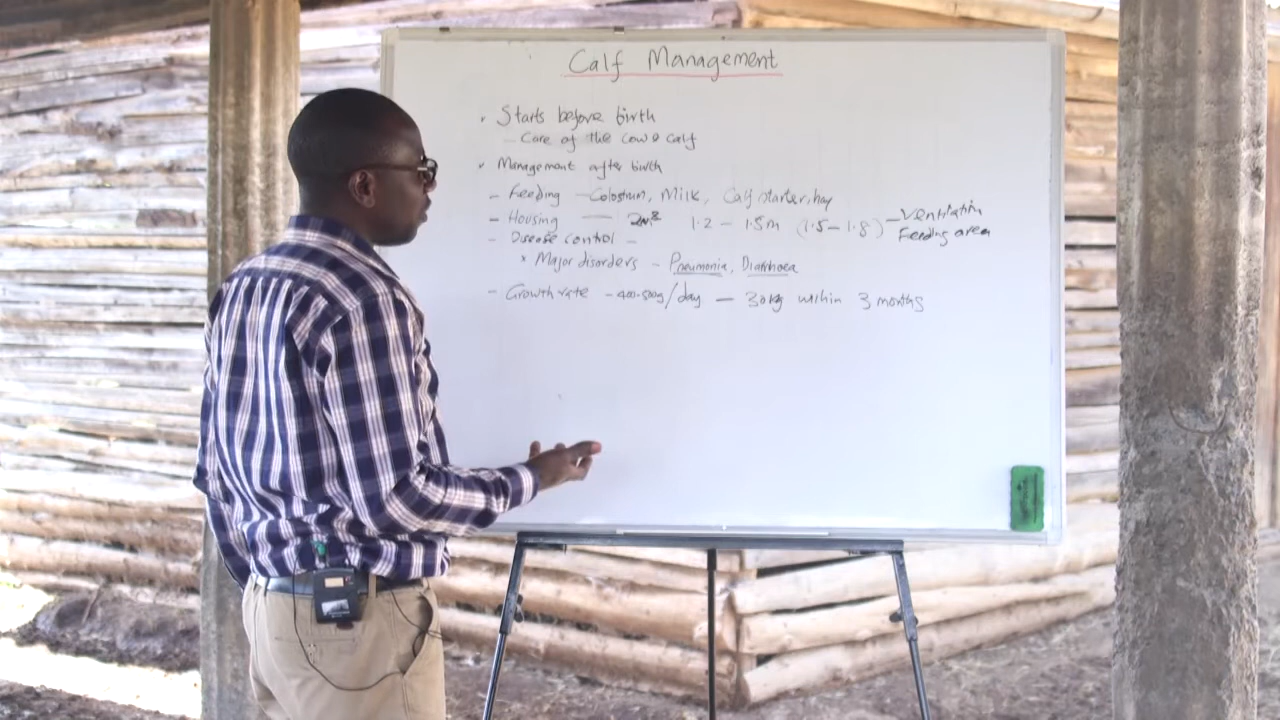 Calf Management
• Starts before birth
- Care of the cow & calf
* Management after birth
- Feeding - Colostrum, Milk, Calf starter, hay
- Housing — 2m² 1.2 - 1.5m (1.5-1.8) - Ventilation
Feeding area
- Disease control -
* Major disorders - Pneumonia, Diarrhoea
- Growth rate - 400-500g/day - 30kg within 3 months